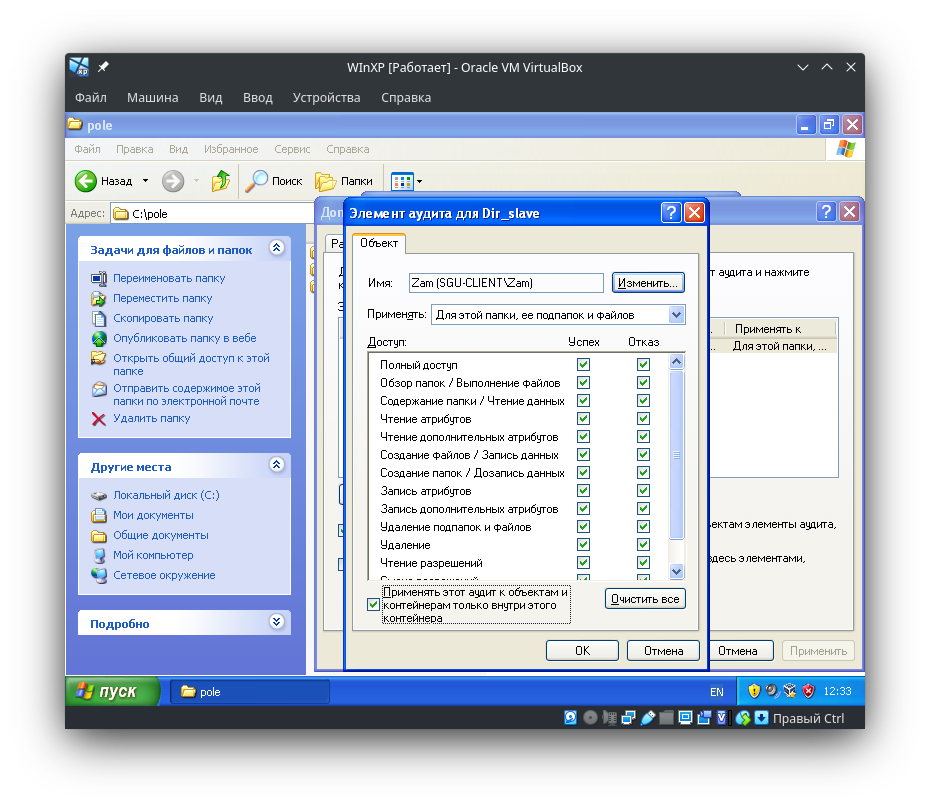 WInXP [Работает] - Oracle VM VirtualBox
Файл Машина Вид Ввод Устройства Справка
pole
Файл Правка Вид Избранное Сервис Справка
Назад Поиск Папки
Адрес: C:\pole
Задачи для файлов и папок
Переименовать папку
Переместить папку
Скопировать папку
Опубликовать папку в вебе
Открыть общий доступ к этой
папке
Отправить содержимое этой
папки по электронной почте
Удалить папку
Другие места
Локальный диск (C:)
Мои документы
Общие документы
Мой компьютер
Сетевое окружение
Подробно
Элемент аудита для Dir_slave
Объект
Имя: Zam (SGU-CLIENT\Zam) Изменить...
Применять: Для этой папки, ее подпапок и файлов
Доступ: Успех Отказ
Полный доступ
Обзор папок / Выполнение файлов
Содержание папки / Чтение данных
Чтение атрибутов
Чтение дополнительных атрибутов
Создание файлов / Запись данных
Создание папок / Дозапись данных
Запись атрибутов
Запись дополнительных атрибутов
Удаление подпапок и файлов
Удаление
Чтение разрешений
Применять этот аудит к объектам и
контейнерам только внутри этого
контейнера
Очистить все
OK Отмена
т аудита и нажмите
Применять к
Для этой папки, ...
ъектам элементы аудита,
здесь элементами,
Отмена Применить
пуск pole EN 12:33
Правый Ctrl